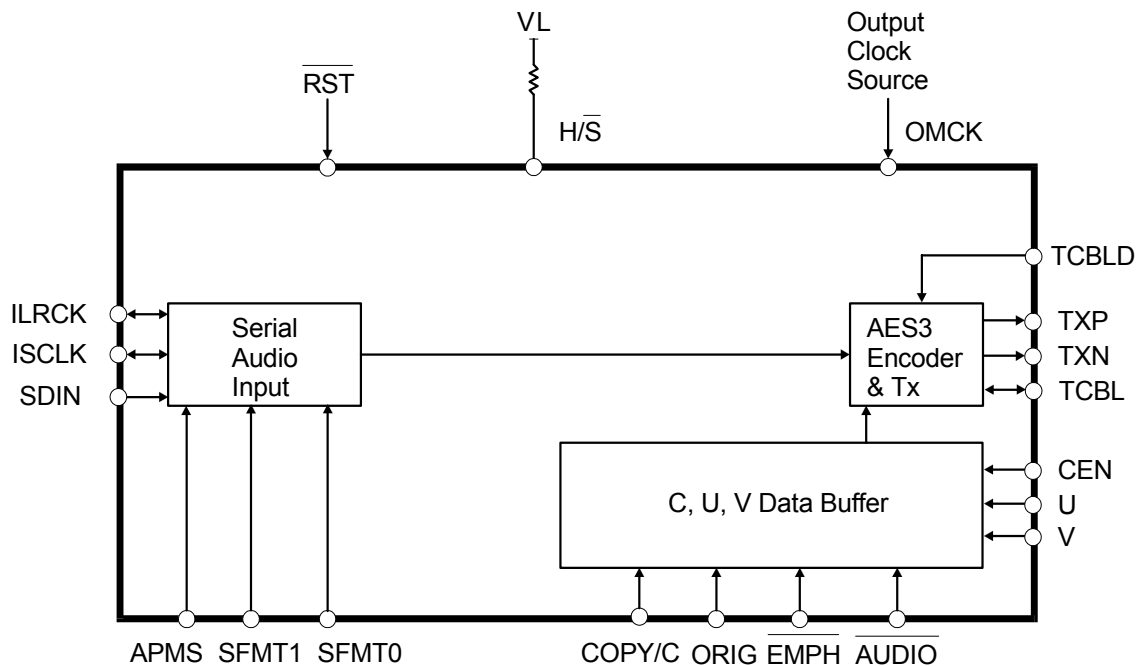 VL
Output
Clock
Source
RST
H/S
OMCK
TCBLD
ILRCK
ISCLK
SDIN
Serial
Audio
Input
AES3
Encoder
& Tx
TXP
TXN
TCBL
C, U, V Data Buffer
CEN
U
V
APMS
SFMT1
SFMT0
COPY/C
ORIG
EMPH
AUDIO